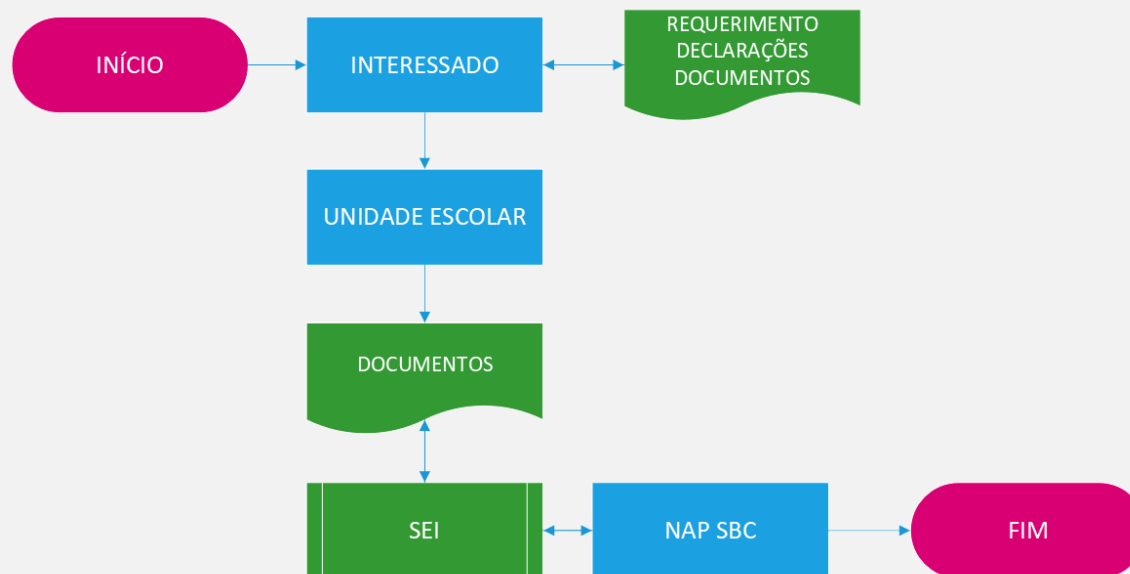 INÍCIO
INTERESSADO
REQUERIMENTO
DECLARAÇÕES
DOCUMENTOS
UNIDADE ESCOLAR
DOCUMENTOS
SEI
NAP SBC
FIM